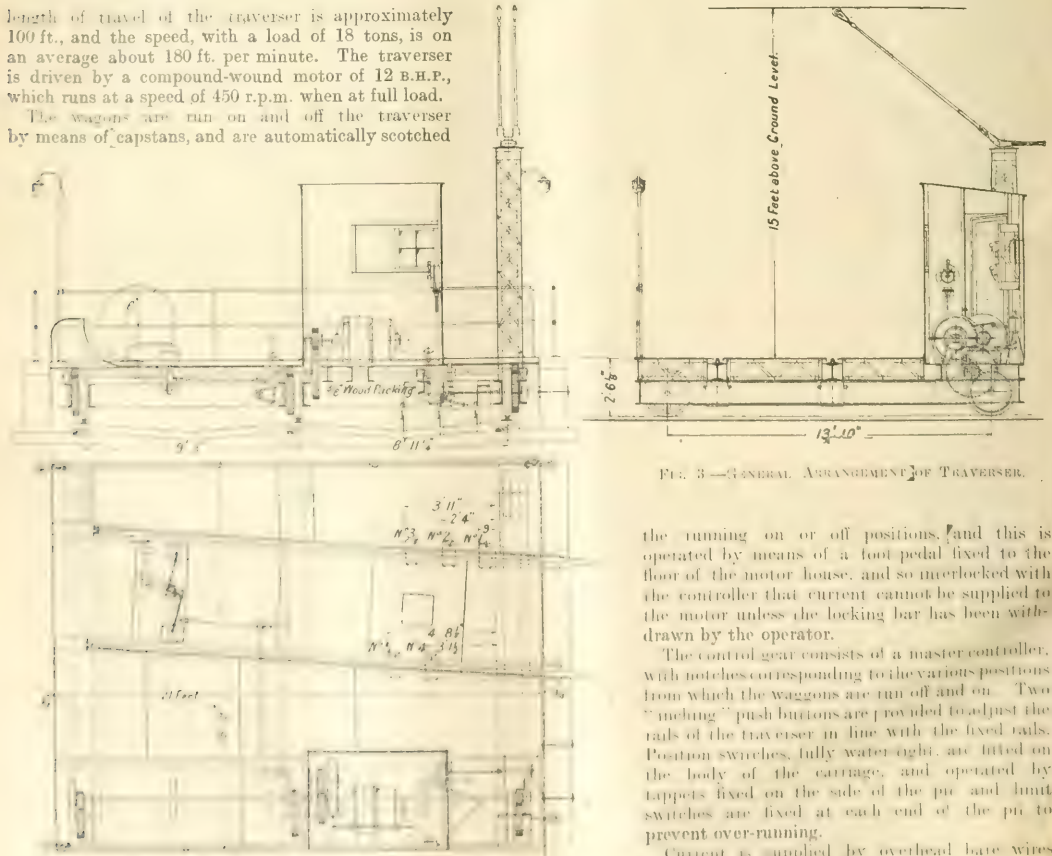 length of travel of the traverser is approximately
100 ft., and the speed, with a load of 18 tons, is on
an average about 180 ft. per minute. The traverser
is driven by a compound-wound motor of 12 B.H.P.,
which runs at a speed of 450 r.p.m. when at full load.
The wagons are run on and off the traverser
by means of capstans, and are automatically scotched
6'
Wood Packing
9'
8' 11¼"
3' 11"
2' 4"
21 Feet
15 Feet above Ground Level.
2' 6⅛"
13'-10"
FIG. 3—GENERAL ARRANGEMENT OF TRAVERSER.
the running on or off positions, and this is
operated by means of a foot pedal fixed to the
floor of the motor house, and so interlocked with
the controller that current cannot be supplied to
the motor unless the locking bar has been with-
drawn by the operator.
The control gear consists of a master controller,
with notches corresponding to the various positions
from which the waggons are run off and on. Two
"inching" push buttons are provided to adjust the
rails of the traverser in line with the fixed rails.
Position switches, fully water tight, are fitted on
the body of the carriage, and operated by
tappets fixed on the side of the pit and limit
switches are fixed at each end of the pit to
prevent over-running.
Current is supplied by overhead bare wires